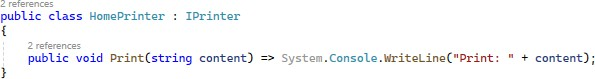 2 references
public class HomePrinter : IPrinter
{
2 references
public void Print(string content) => System.Console.WriteLine("Print: " + content);
}